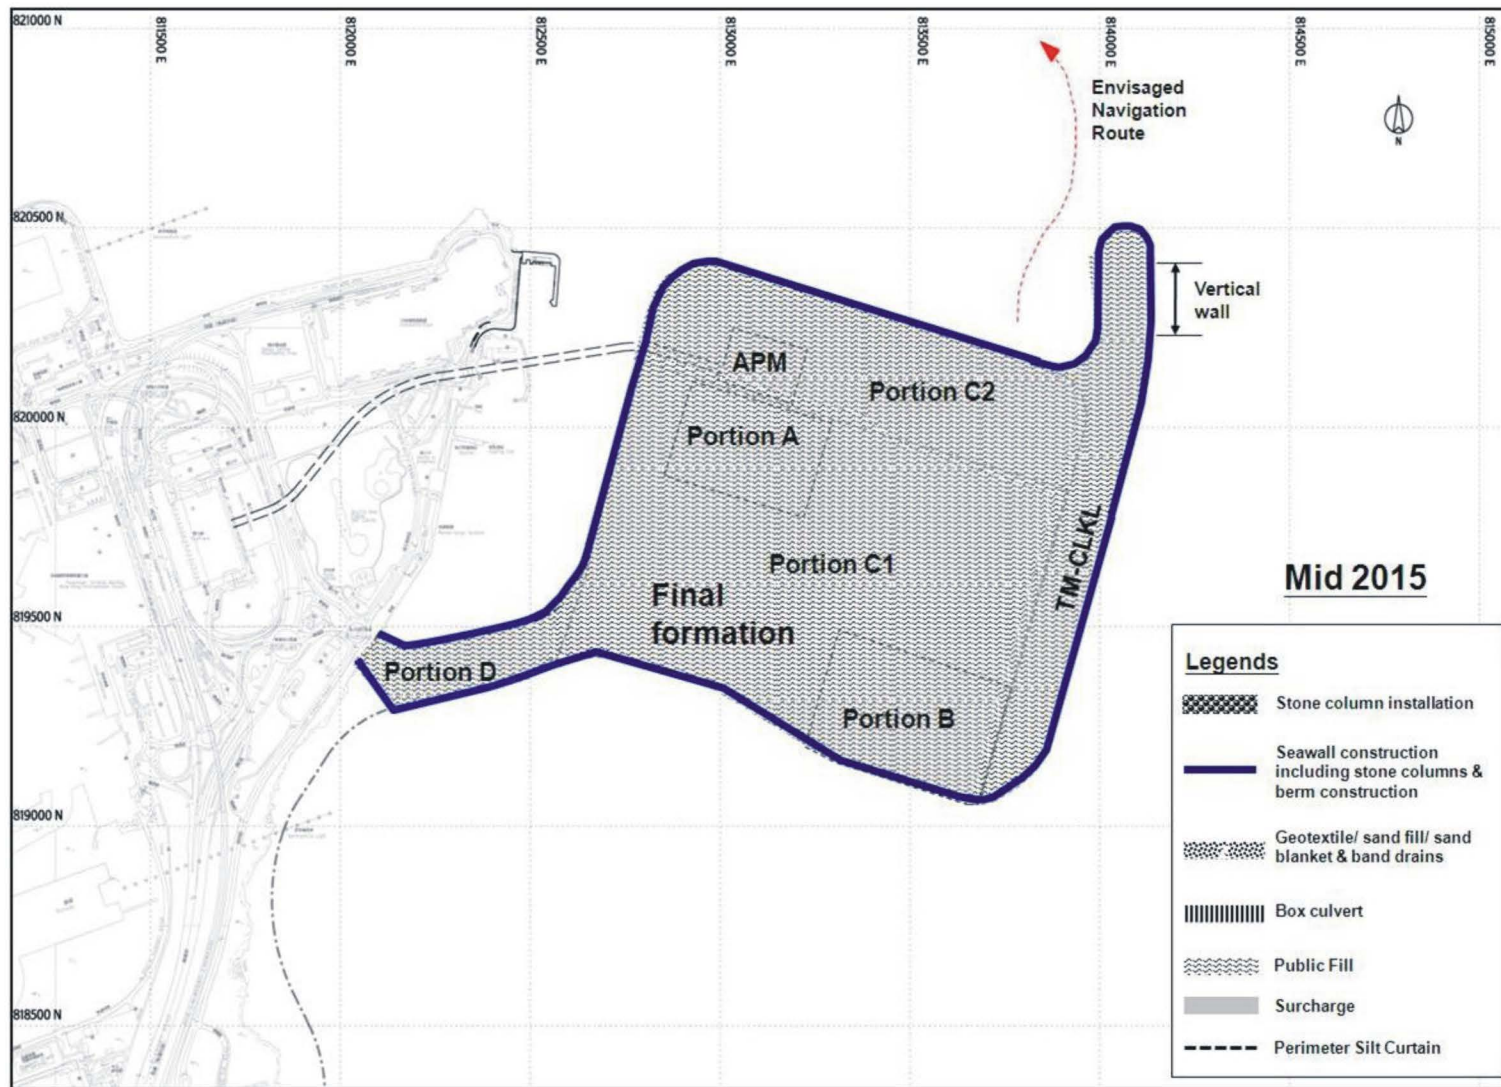 821000 N
811500 E
812000 E
812500 E
813000 E
813500 E
814000 E
814500 E
815000 E
Envisaged
Navigation
Route
N
820500 N
Vertical
wall
APM
Portion C2
820000 N
Portion A
TM-CLKL
Portion C1
Mid 2015
Final
formation
819500 N
Portion D
Portion B
819000 N
818500 N
Legends
Stone column installation
Seawall construction
including stone columns &
berm construction
Geotextile/ sand fill/ sand
blanket & band drains
Box culvert
Public Fill
Surcharge
Perimeter Silt Curtain